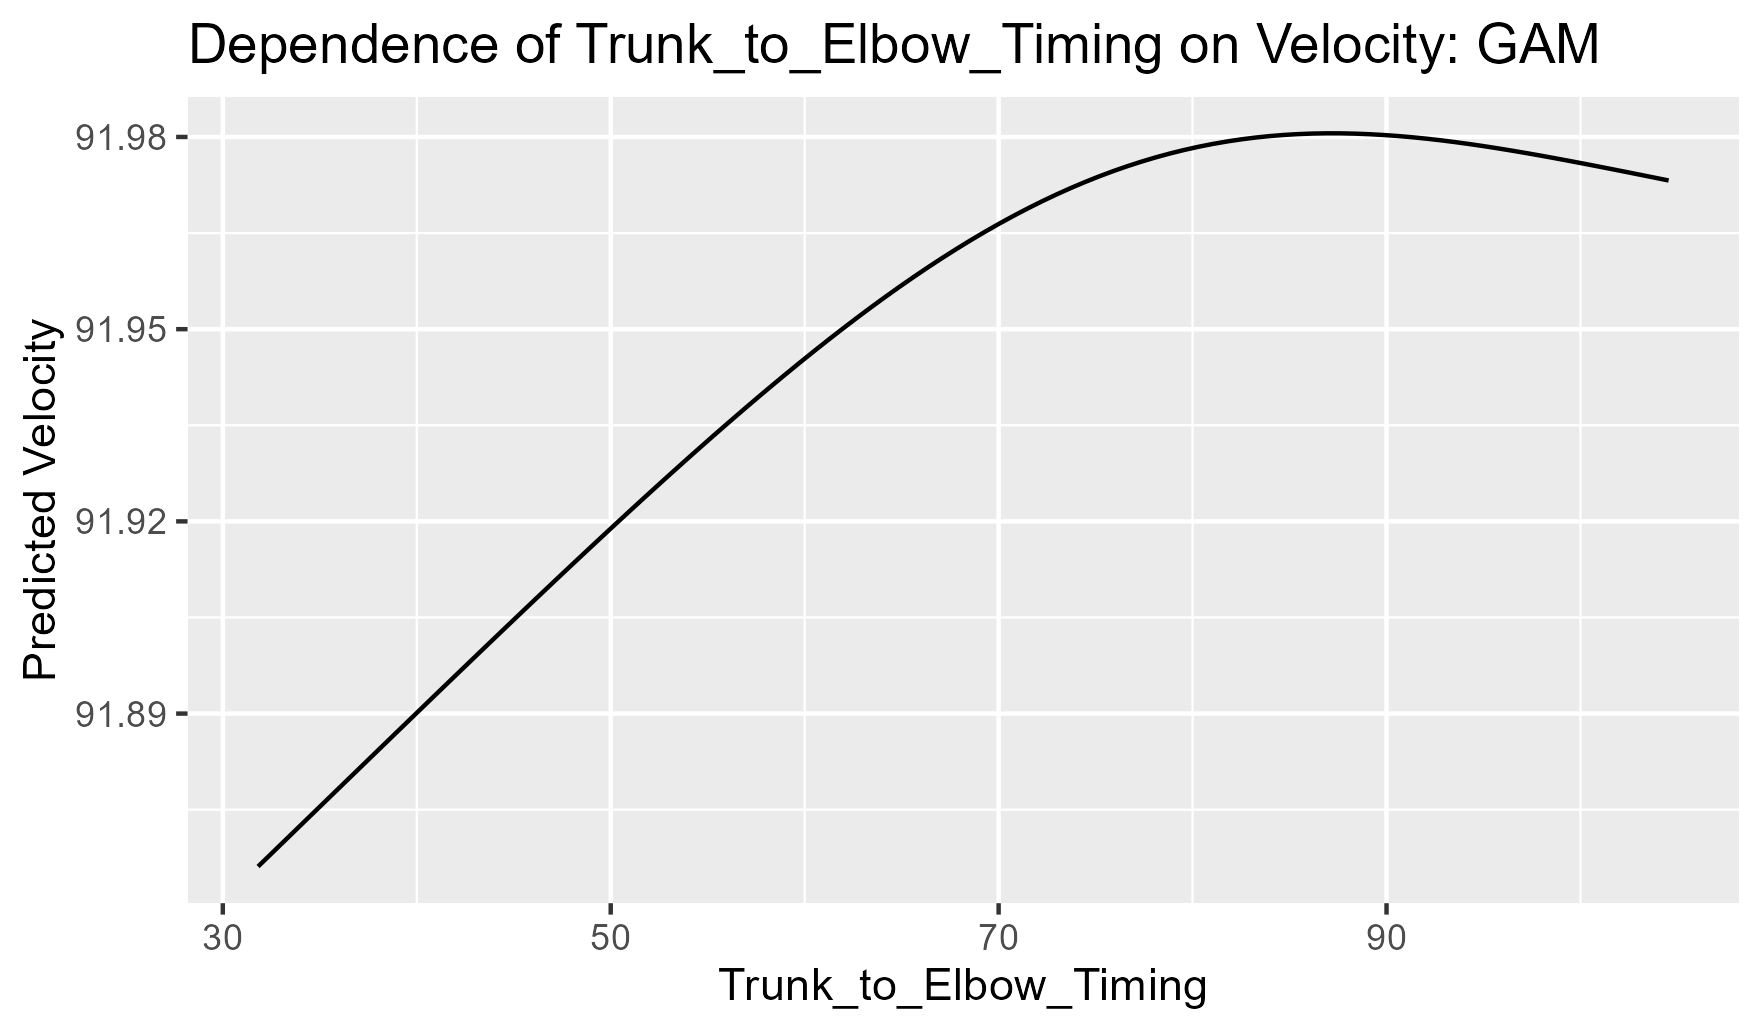 Dependence of Trunk_to_Elbow_Timing on Velocity: GAM
Predicted Velocity
91.98
91.95
91.92
91.89
30 50 70 90
Trunk_to_Elbow_Timing